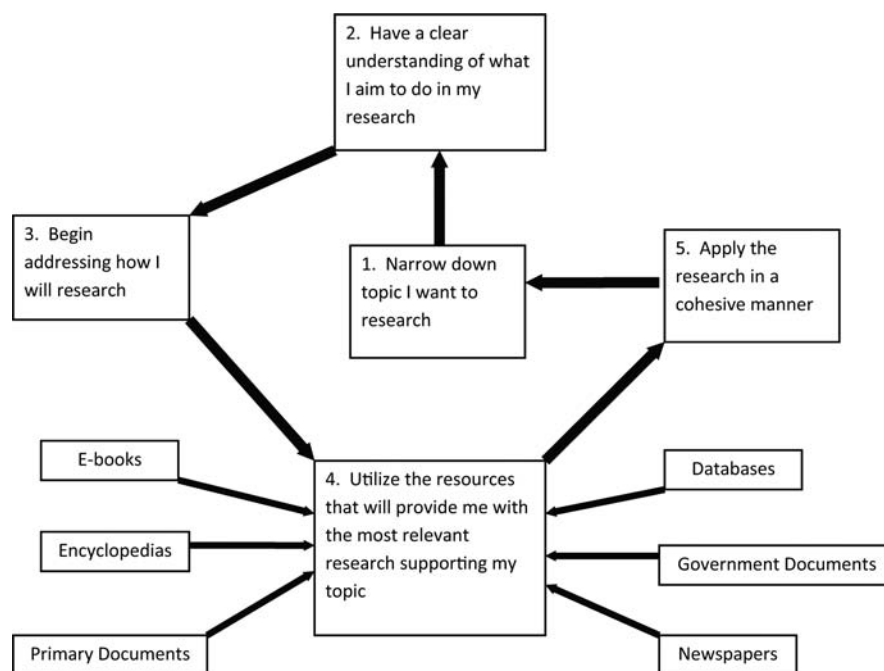 2.  Have a clear
understanding of what
I aim to do in my
research
3.  Begin
addressing how I
will research
1.  Narrow down
topic I want to
research
5.  Apply the
research in a
cohesive manner
E-books
Encyclopedias
Primary Documents
4.  Utilize the resources
that will provide me with
the most relevant
research supporting my
topic
Databases
Government Documents
Newspapers